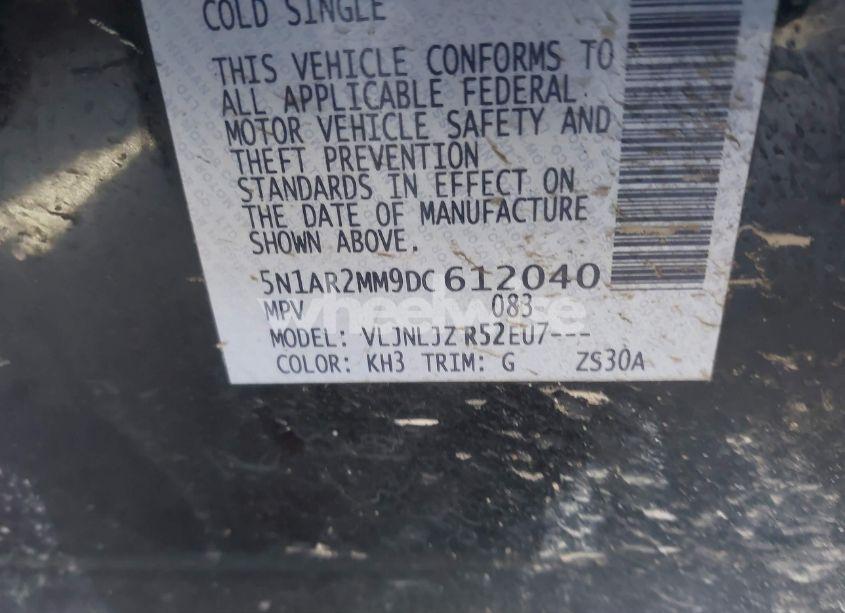 COLD SINGLE
THIS VEHICLE CONFORMS TO
ALL APPLICABLE FEDERAL
MOTOR VEHICLE SAFETY AND
THEFT PREVENTION
STANDARDS IN EFFECT ON
THE DATE OF MANUFACTURE
SHOWN ABOVE.
5N1AR2MM9DC612040
MPV 083
MODEL: VLJNLJZ R52EU7---
COLOR: KH3 TRIM: G ZS30A
wheelwise